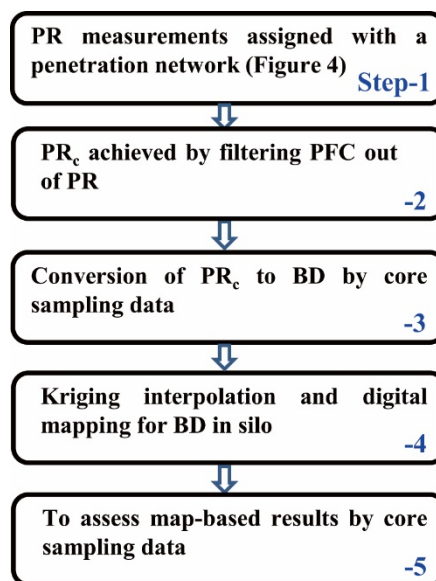 PR measurements assigned with a
penetration network (Figure 4)
Step-1
PRc achieved by filtering PFC out
of PR
-2
Conversion of PRc to BD by core
sampling data
-3
Kriging interpolation and digital
mapping for BD in silo
-4
To assess map-based results by core
sampling data
-5